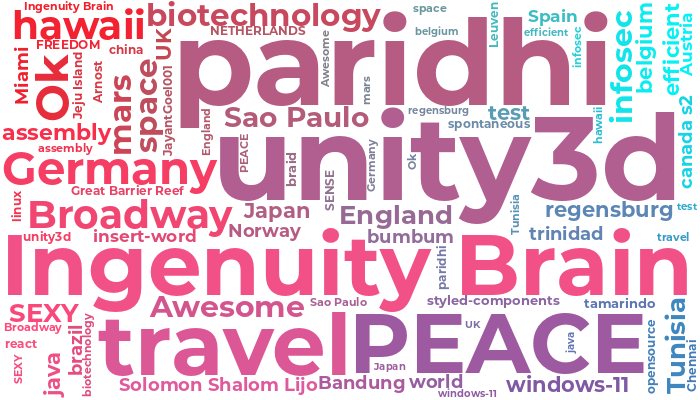 Ingenuity Brain
hawaii
biotechnology
space
Leuven
Spain
efficient
infosec
infosec
belgium
efficient
Austria
FREEDOM
china
UK
NETHERLANDS
belgium
Miami
Ok
Jeju Island
Arnost
mars
space
JayantGoel001
paridhi
Awesome
mars
Sao Paulo
regensburg
test
spontaneous
hawaii
canada
s2
assembly
assembly
England
PEACE
braid
unity3d
Germany
Ok
Germany
Great Barrier Reef
SENSE
linux
Broadway
Japan
England
Tunisia
regensburg
test
unity3d
insert-word
Norway
bumbum
trinidad
travel
Ingenuity Brain
paridhi
SEXY
Awesome
Sao Paulo
styled-components
tamarindo
Broadway
react
SEXY
java
brazil
biotechnology
travel
PEACE
UK
java
opensource
Tunisia
Chennai
Japan
Solomon Shalom Lijo
Bandung
world
windows-11
windows-11